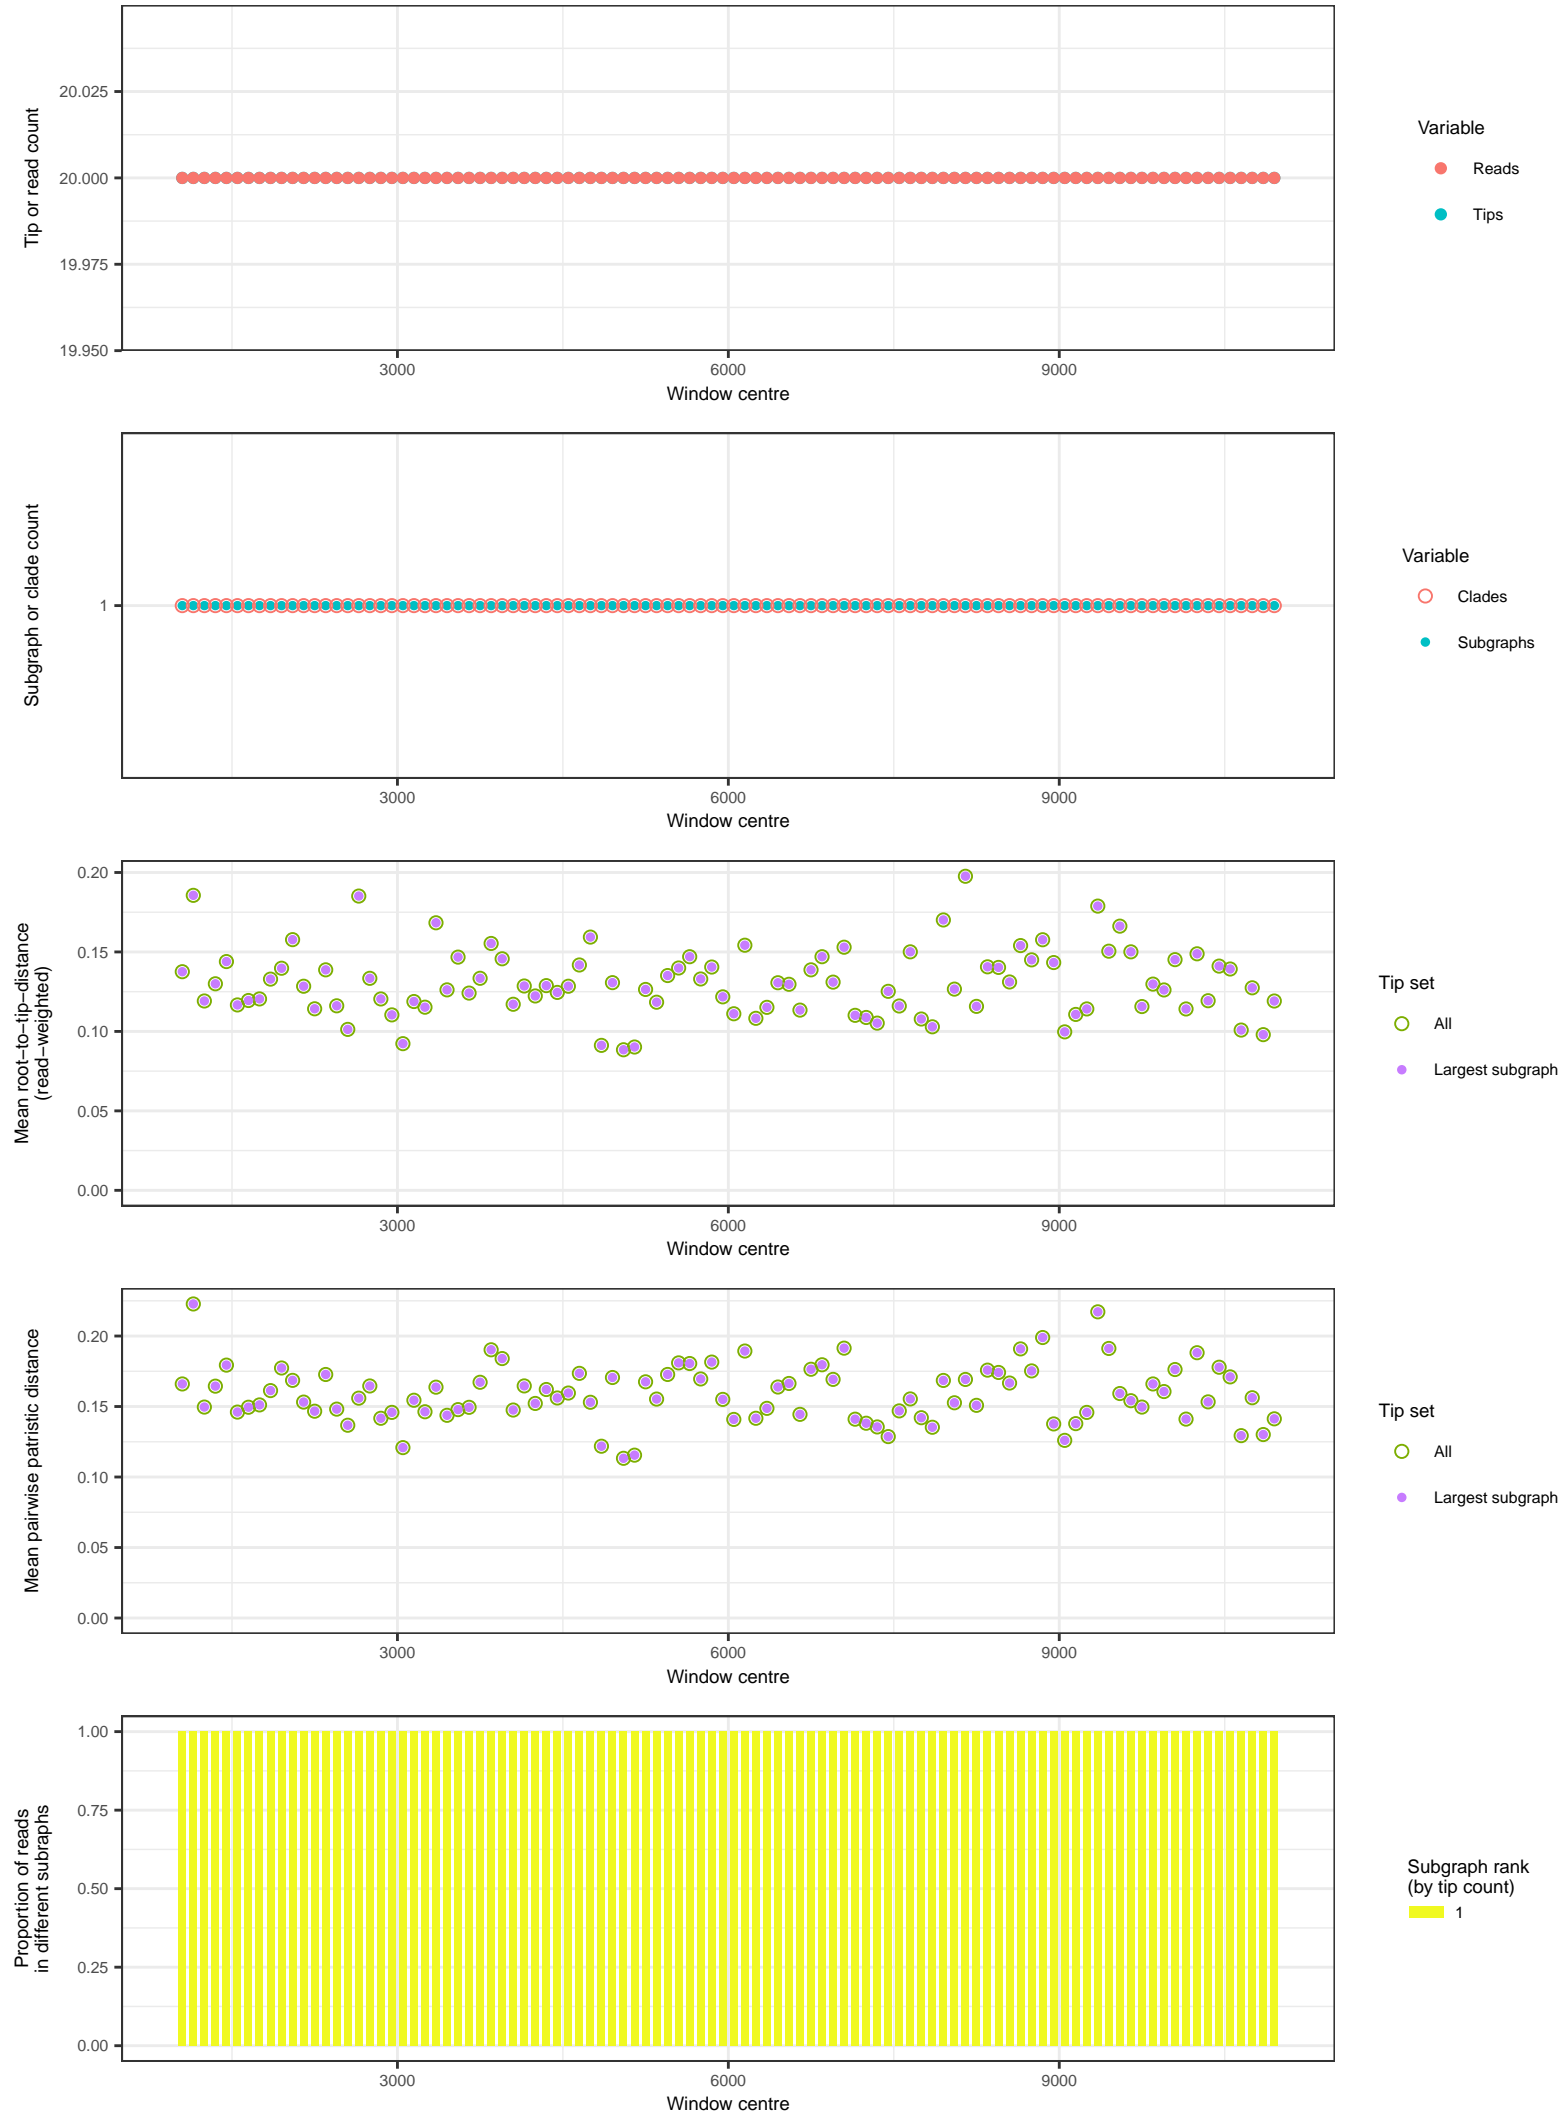 Tip or read count
20.025
20.000
19.975
19.950
3000
6000
9000
Window centre
Variable
Reads
Tips
Subgraph or clade count
1
3000
6000
9000
Window centre
Variable
Clades
Subgraphs
Mean root−to−tip−distance
(read−weighted)
0.20
0.15
0.10
0.05
0.00
3000
6000
9000
Window centre
Tip set
All
Largest subgraph
Mean pairwise patristic distance
0.20
0.15
0.10
0.05
0.00
3000
6000
9000
Window centre
Tip set
All
Largest subgraph
Proportion of reads
in different subraphs
1.00
0.75
0.50
0.25
0.00
3000
6000
9000
Window centre
Subgraph rank
(by tip count)
1